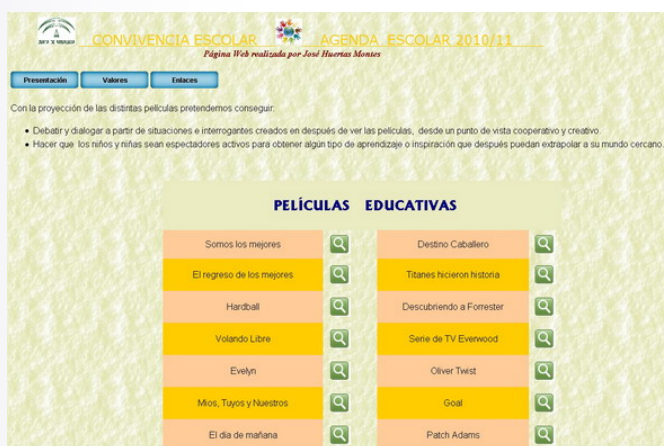 JUNTA DE ANDALUCIA
CONVIVENCIA ESCOLAR AGENDA ESCOLAR 2010/11
Página Web realizada por José Huertas Montes
Presentación Valores Enlaces
Con la proyección de las distintas películas pretendemos conseguir:
Debatir y dialogar a partir de situaciones e interrogantes creados en después de ver las películas, desde un punto de vista cooperativo y creativo.
Hacer que los niños y niñas sean espectadores activos para obtener algún tipo de aprendizaje o inspiración que después puedan extrapolar a su mundo cercano.
PELÍCULAS EDUCATIVAS
Somos los mejores Destino Caballero
El regreso de los mejores Titanes hicieron historia
Hardball Descubriendo a Forrester
Volando Libre Serie de TV Everwood
Evelyn Oliver Twist
Mios, Tuyos y Nuestros Goal
El día de mañana Patch Adams